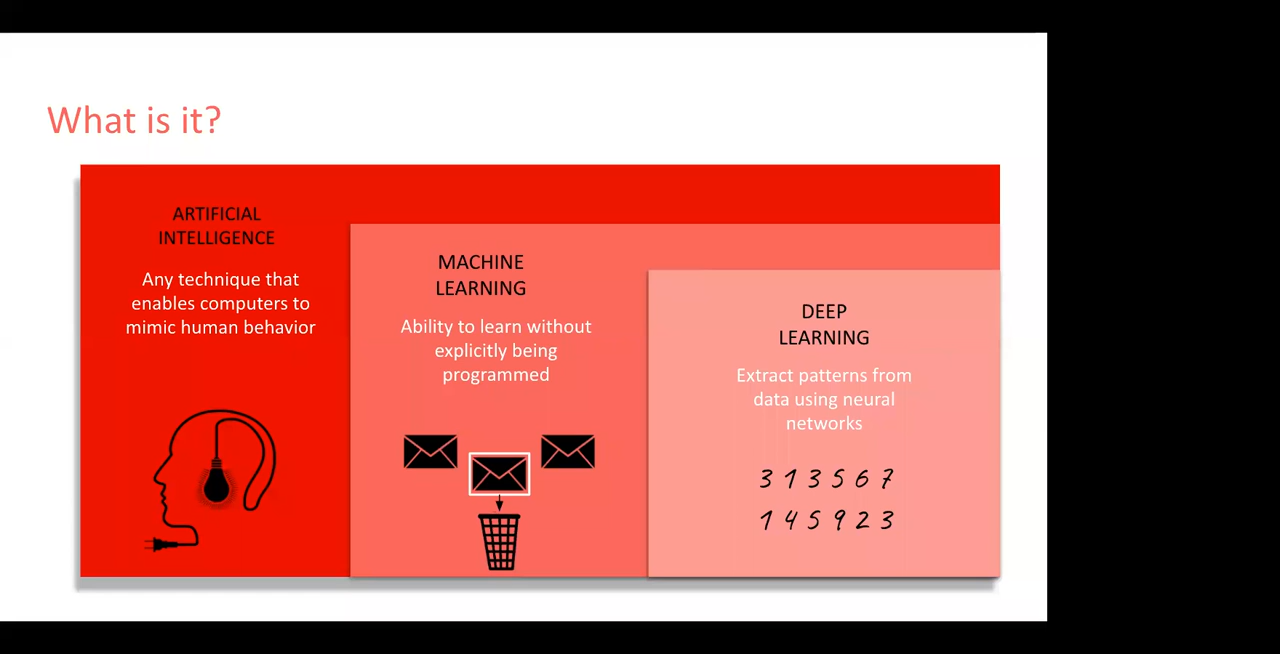 What is it?
ARTIFICIAL
INTELLIGENCE
Any technique that
enables computers to
mimic human behavior
MACHINE
LEARNING
Ability to learn without
explicitly being
programmed
DEEP
LEARNING
Extract patterns from
data using neural
networks
3 1 3 5 6 7
1 4 5 9 2 3